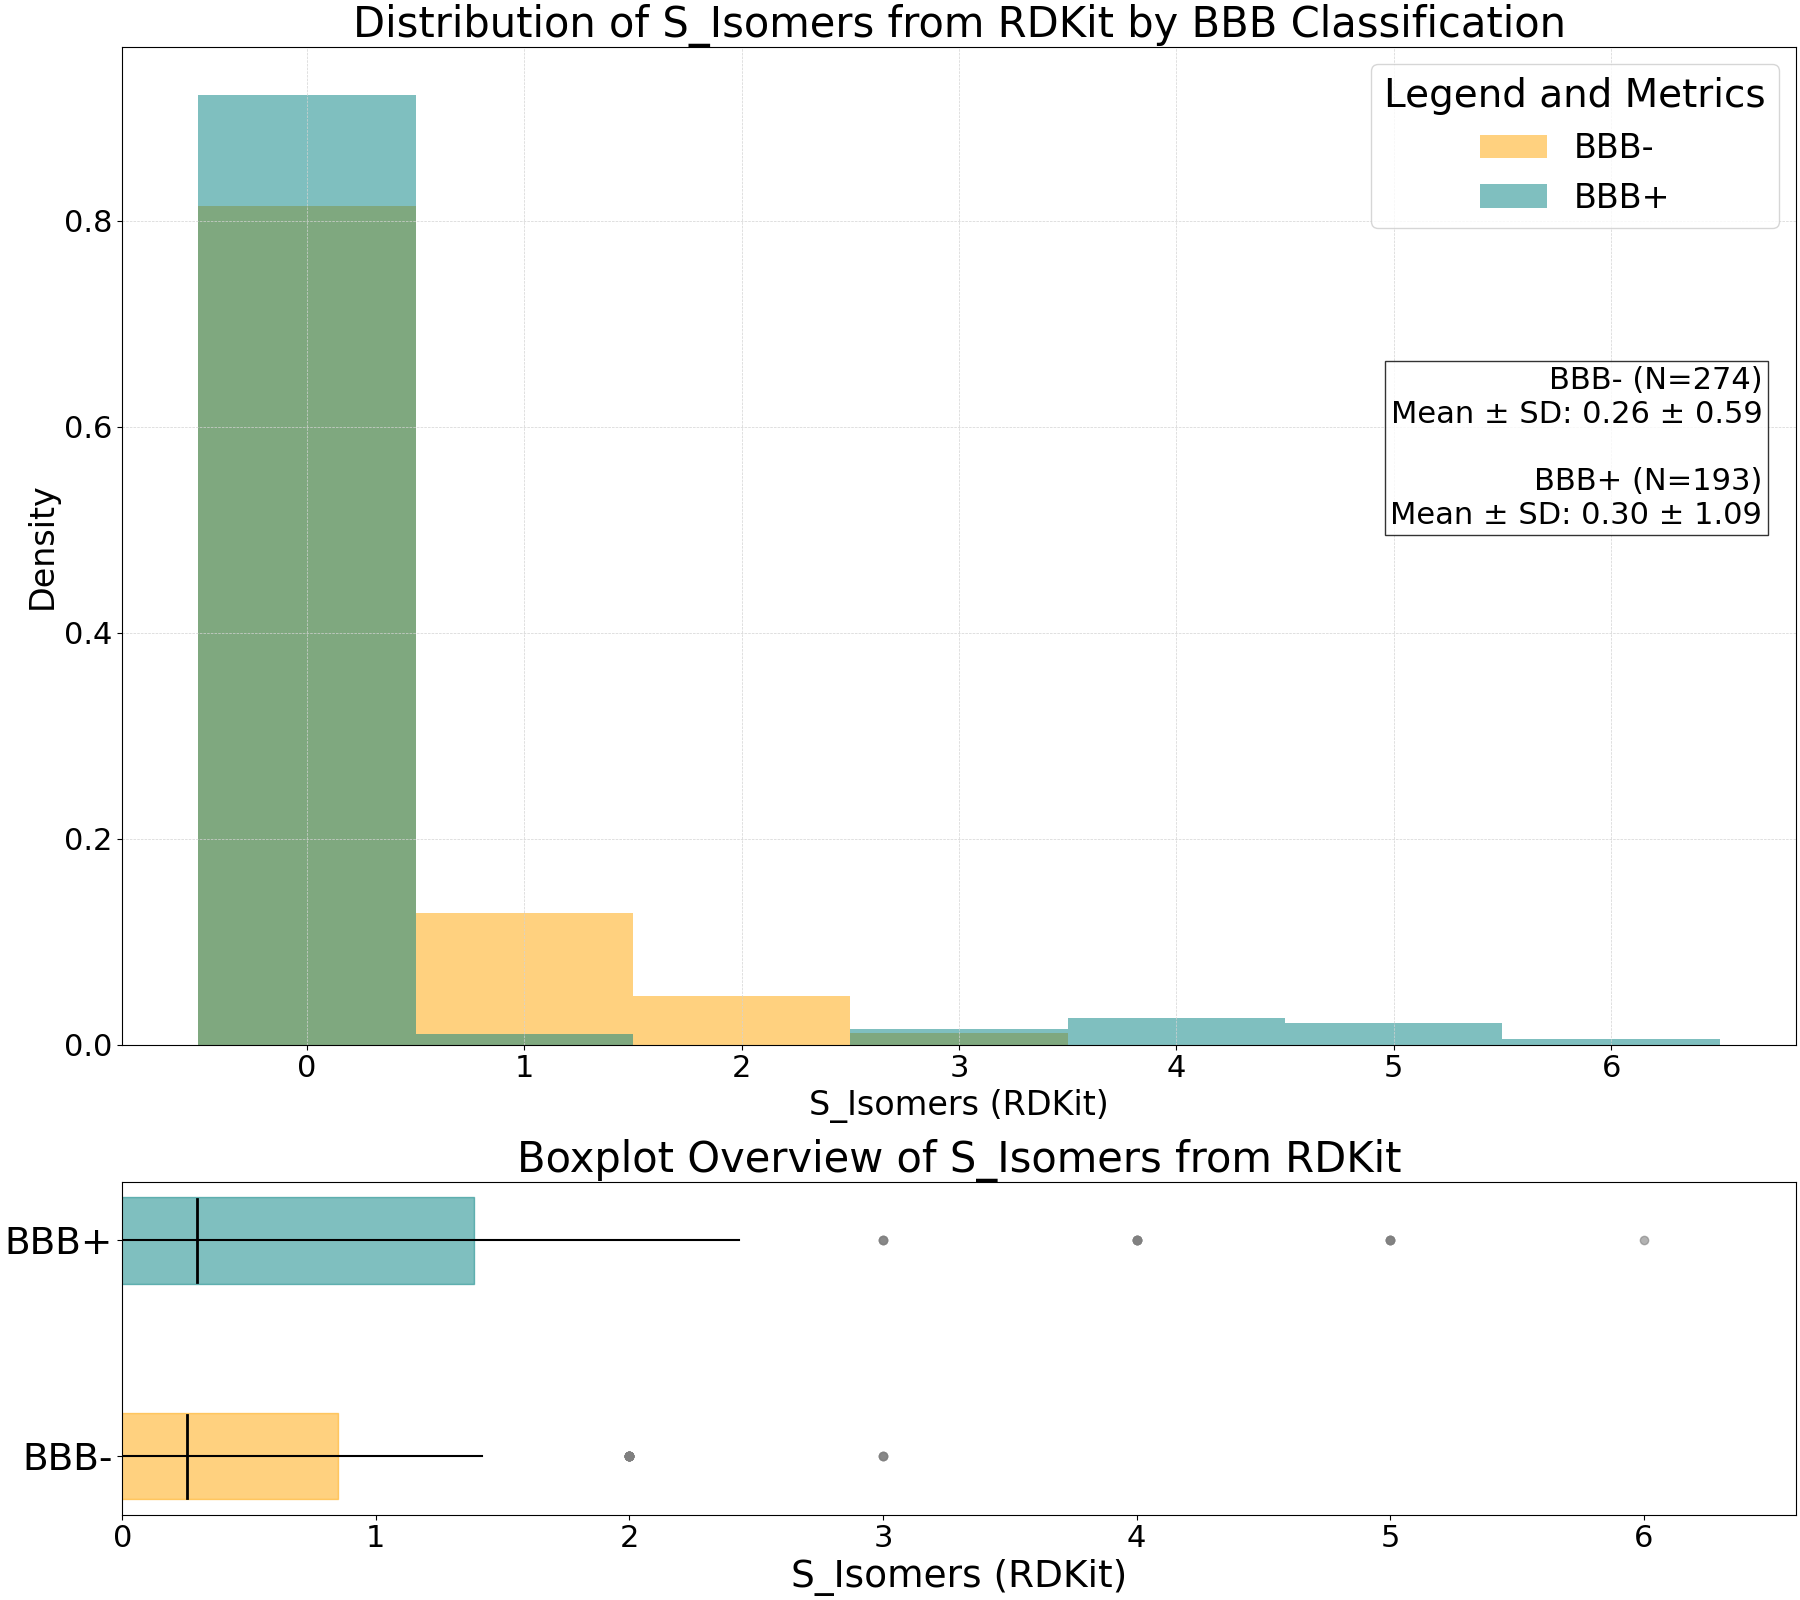 Distribution of S_Isomers from RDKit by BBB Classification
Legend and Metrics
BBB-
BBB+
BBB- (N=274)
Mean ± SD: 0.26 ± 0.59
BBB+ (N=193)
Mean ± SD: 0.30 ± 1.09
Density
0.8
0.6
0.4
0.2
0.0
0 1 2 3 4 5 6
S_Isomers (RDKit)
Boxplot Overview of S_Isomers from RDKit
BBB+
BBB-
0 1 2 3 4 5 6
S_Isomers (RDKit)